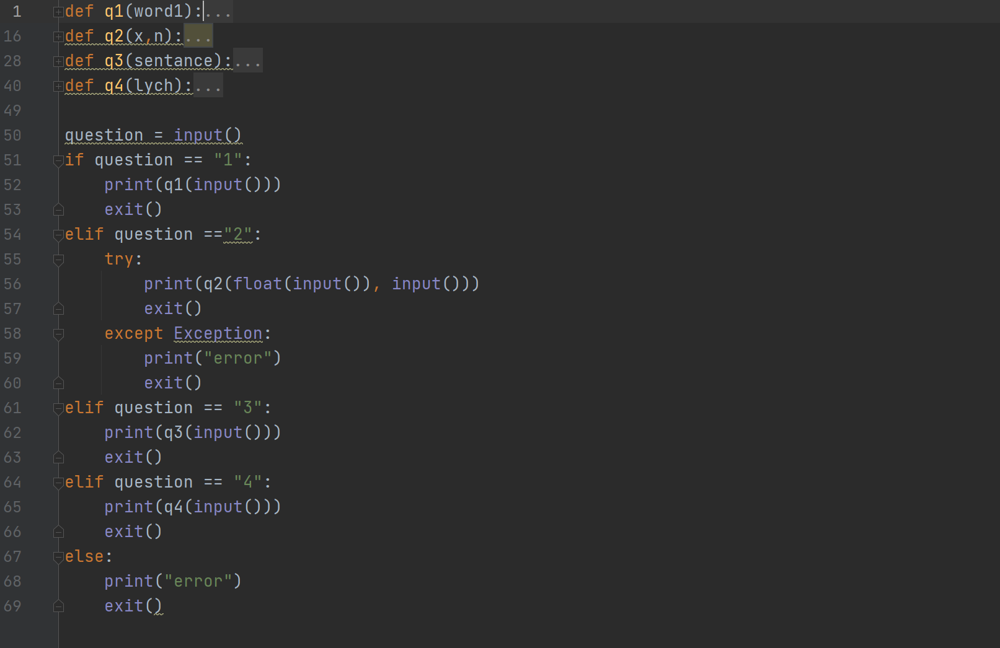 1 def q1(word1):...
16 def q2(x,n):...
28 def q3(sentance):...
40 def q4(lych):...
49
50 question = input()
51 if question == "1":
52     print(q1(input()))
53     exit()
54 elif question =="2":
55     try:
56         print(q2(float(input()), input()))
57         exit()
58     except Exception:
59         print("error")
60         exit()
61 elif question == "3":
62     print(q3(input()))
63     exit()
64 elif question == "4":
65     print(q4(input()))
66     exit()
67 else:
68     print("error")
69     exit()